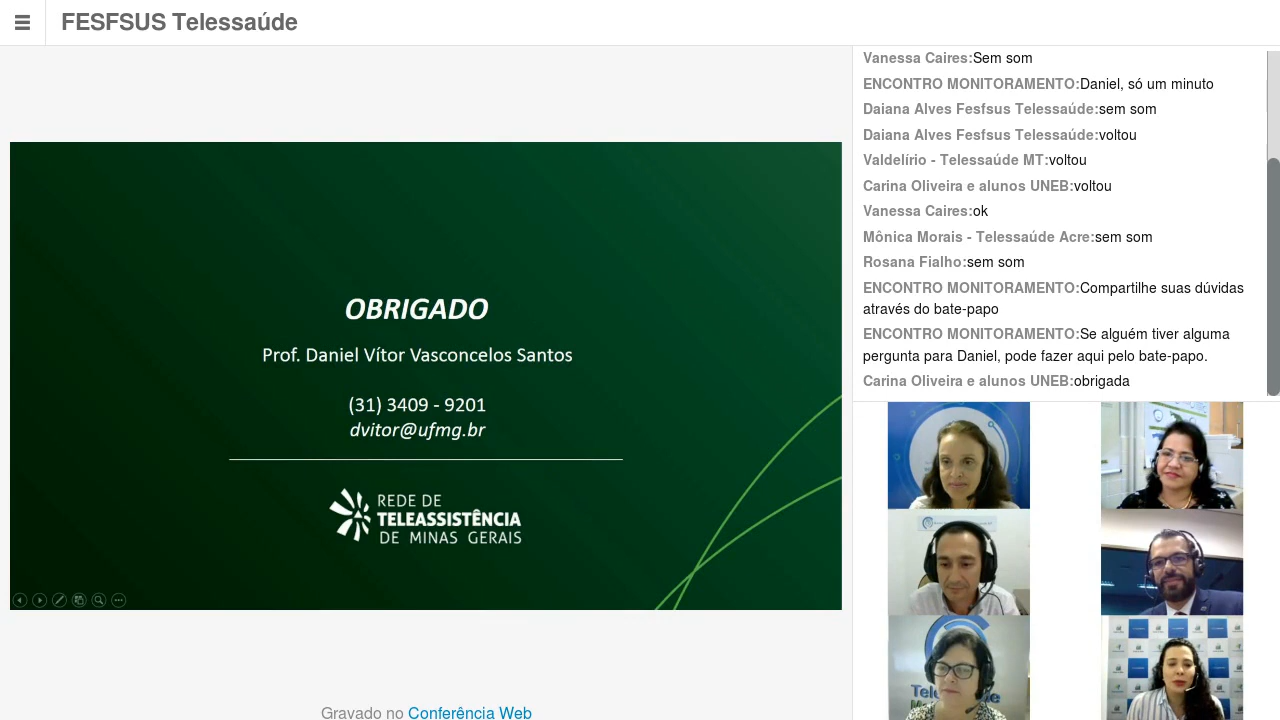 FESFSUS Telessaúde
OBRIGADO
Prof. Daniel Vítor Vasconcelos Santos
(31) 3409 - 9201
dvitor@ufmg.br
REDE DE
TELEASSISTÊNCIA
DE MINAS GERAIS
Gravado no Conferência Web
Vanessa Caires:Sem som
ENCONTRO MONITORAMENTO:Daniel, só um minuto
Daiana Alves Fesfsus Telessaúde:sem som
Daiana Alves Fesfsus Telessaúde:voltou
Valdelírio - Telessaúde MT:voltou
Carina Oliveira e alunos UNEB:voltou
Vanessa Caires:ok
Mônica Morais - Telessaúde Acre:sem som
Rosana Fialho:sem som
ENCONTRO MONITORAMENTO:Compartilhe suas dúvidas
através do bate-papo
ENCONTRO MONITORAMENTO:Se alguém tiver alguma
pergunta para Daniel, pode fazer aqui pelo bate-papo.
Carina Oliveira e alunos UNEB:obrigada